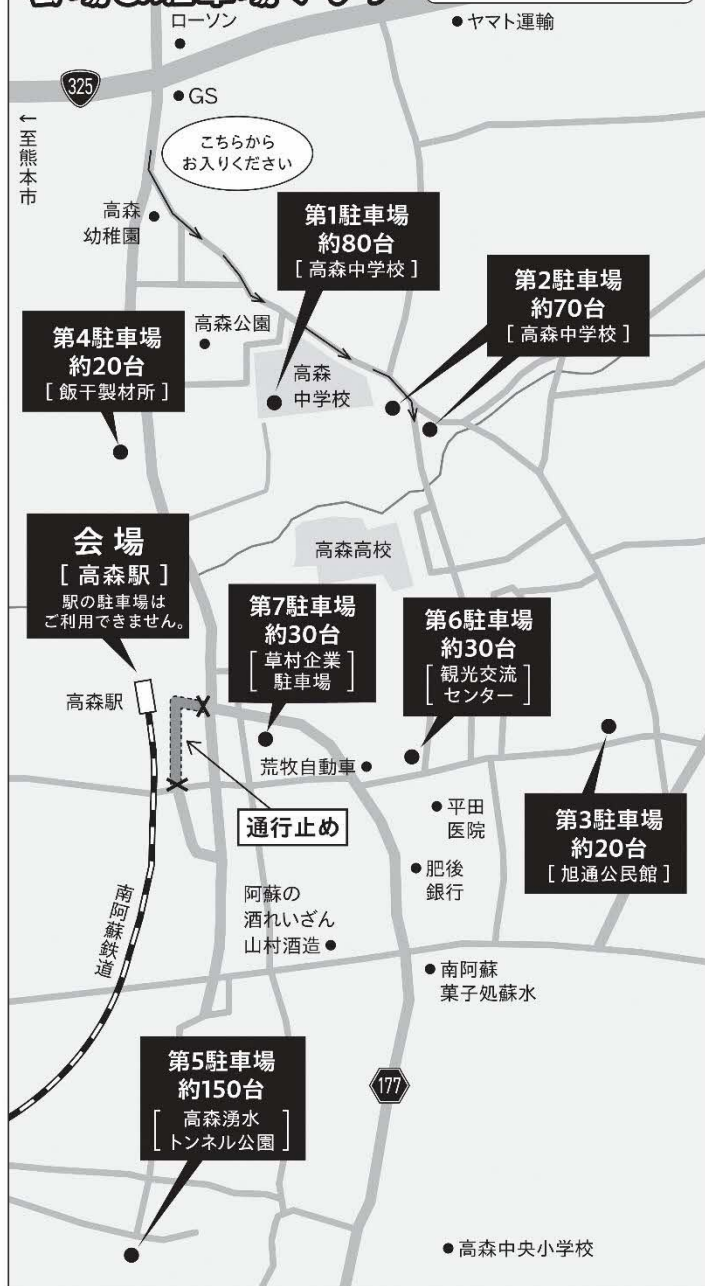 ローソン
ヤマト運輸
325
GS
←至熊本市
こちらから
お入りください
高森
幼稚園
第1駐車場
約80台
[ 高森中学校 ]
第2駐車場
約70台
[ 高森中学校 ]
高森公園
第4駐車場
約20台
[ 飯干製材所 ]
高森
中学校
会場
[ 高森駅 ]
駅の駐車場は
ご利用できません。
高森高校
第7駐車場
約30台
[ 草村企業
駐車場 ]
第6駐車場
約30台
[ 観光交流
センター ]
高森駅
荒牧自動車
通行止め
平田
医院
第3駐車場
約20台
[ 旭通公民館 ]
肥後
銀行
阿蘇の
酒れいざん
山村酒造
南阿蘇鉄道
南阿蘇
菓子処蘇水
第5駐車場
約150台
[ 高森湧水
トンネル公園 ]
177
高森中央小学校